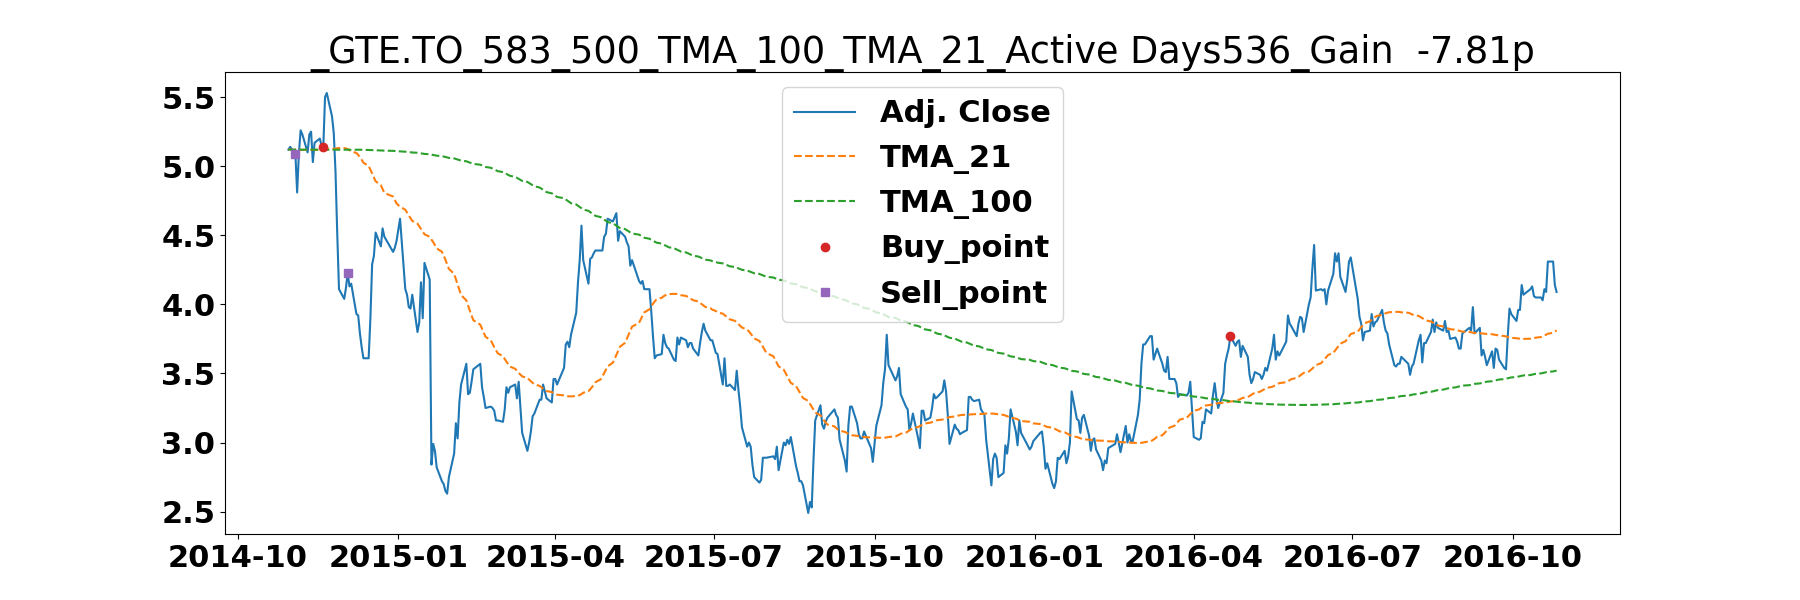 _GTE.TO_583_500_TMA_100_TMA_21_Active Days536_Gain  -7.81p
5.5
5.0
4.5
4.0
3.5
3.0
2.5
Adj. Close
TMA_21
TMA_100
Buy_point
Sell_point
2014-10 2015-01 2015-04 2015-07 2015-10 2016-01 2016-04 2016-07 2016-10